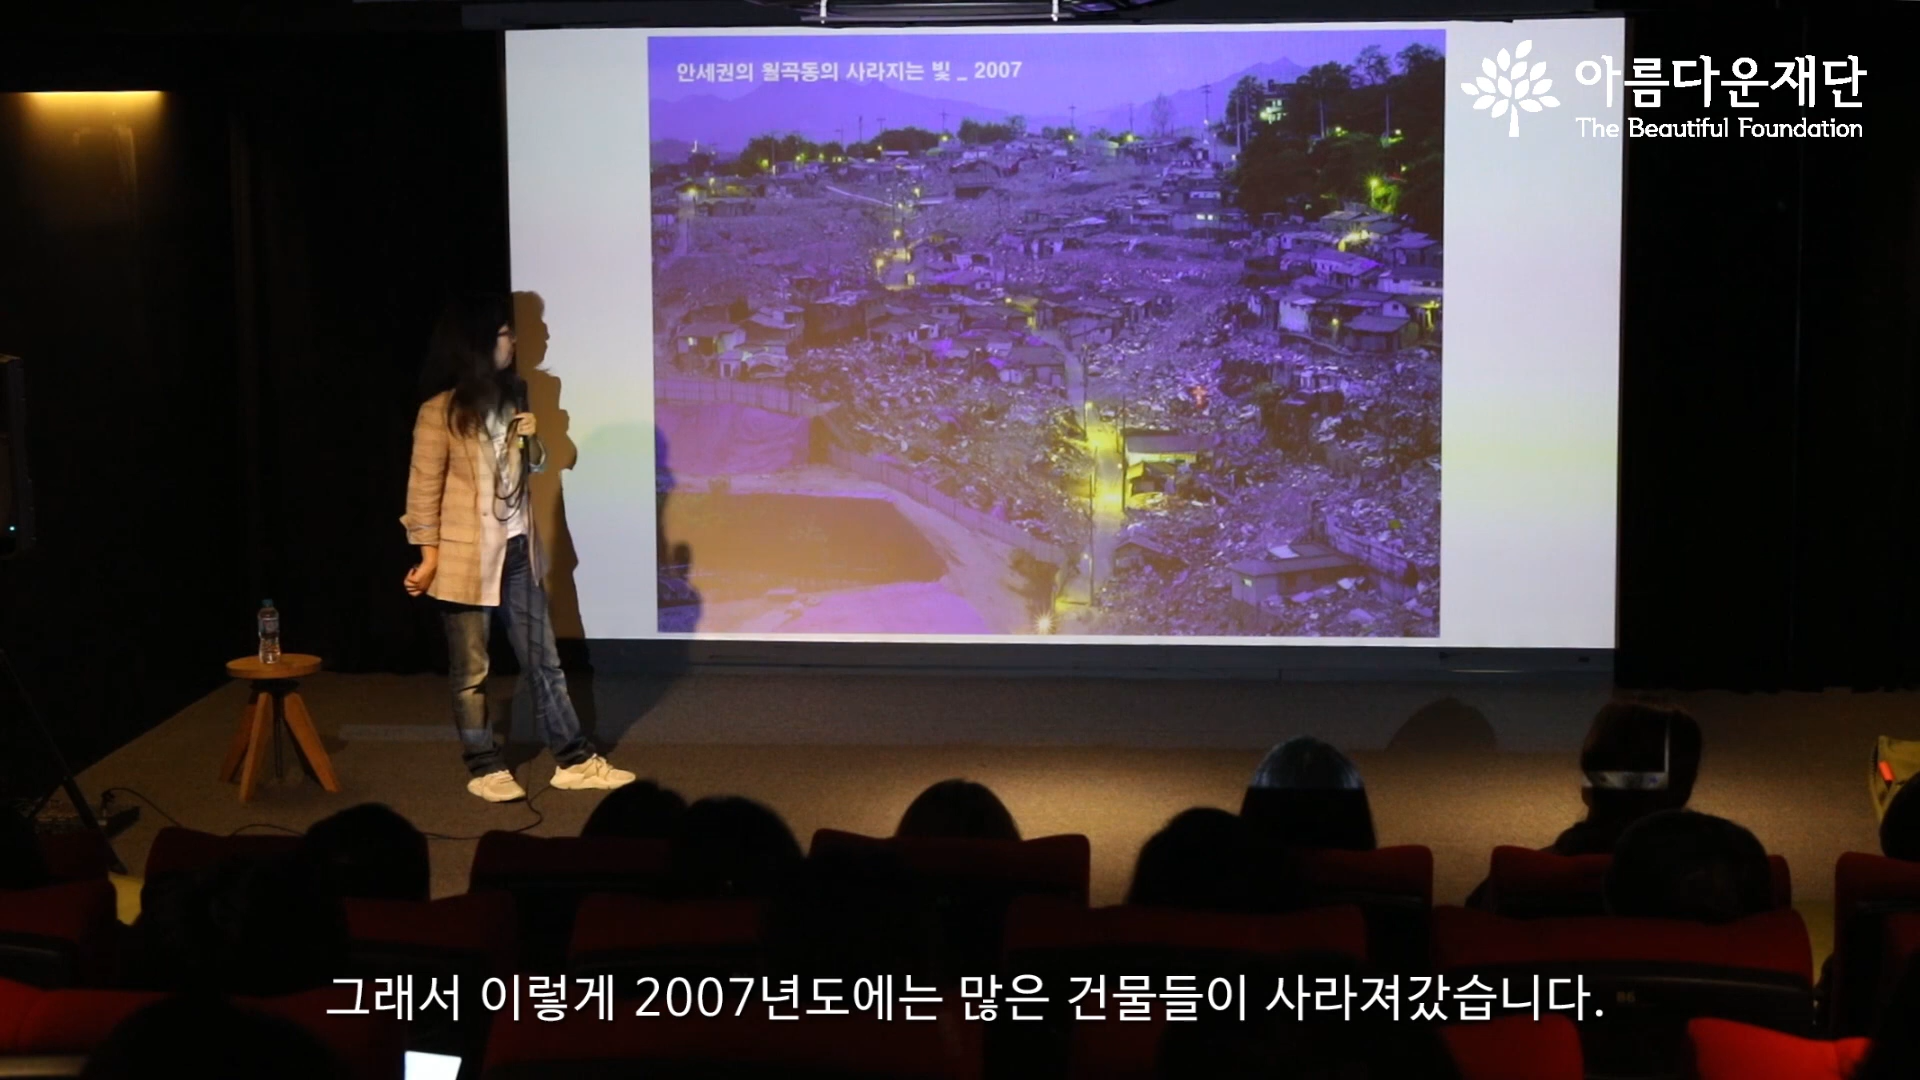 안세권의 월곡동의 사라지는 빛 _ 2007
아름다운재단
The Beautiful Foundation
그래서 이렇게 2007년도에는 많은 건물들이 사라져갔습니다.